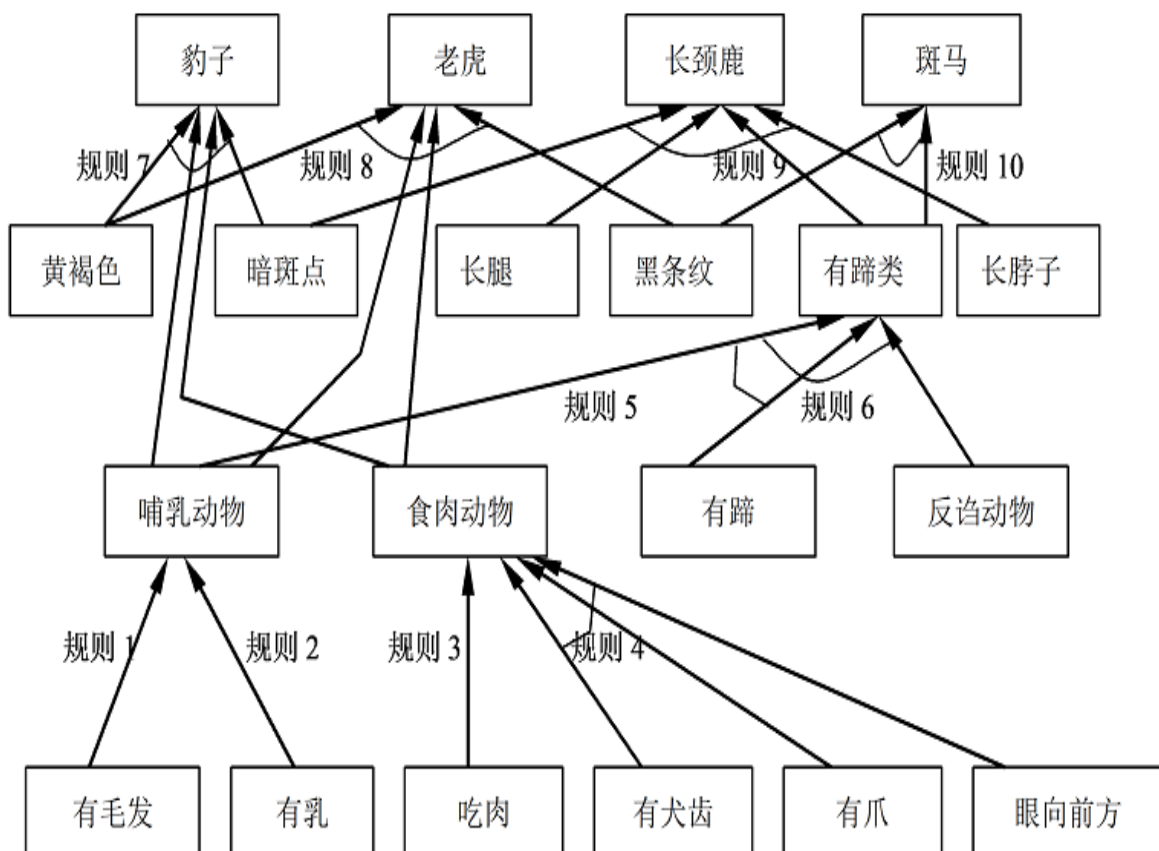 豹子
老虎
长颈鹿
斑马
规则 7
规则 8
规则 9
规则 10
黄褐色
暗斑点
长腿
黑条纹
有蹄类
长脖子
规则 5
规则 6
哺乳动物
食肉动物
有蹄
反诌动物
规则 1
规则 2
规则 3
规则 4
有毛发
有乳
吃肉
有犬齿
有爪
眼向前方